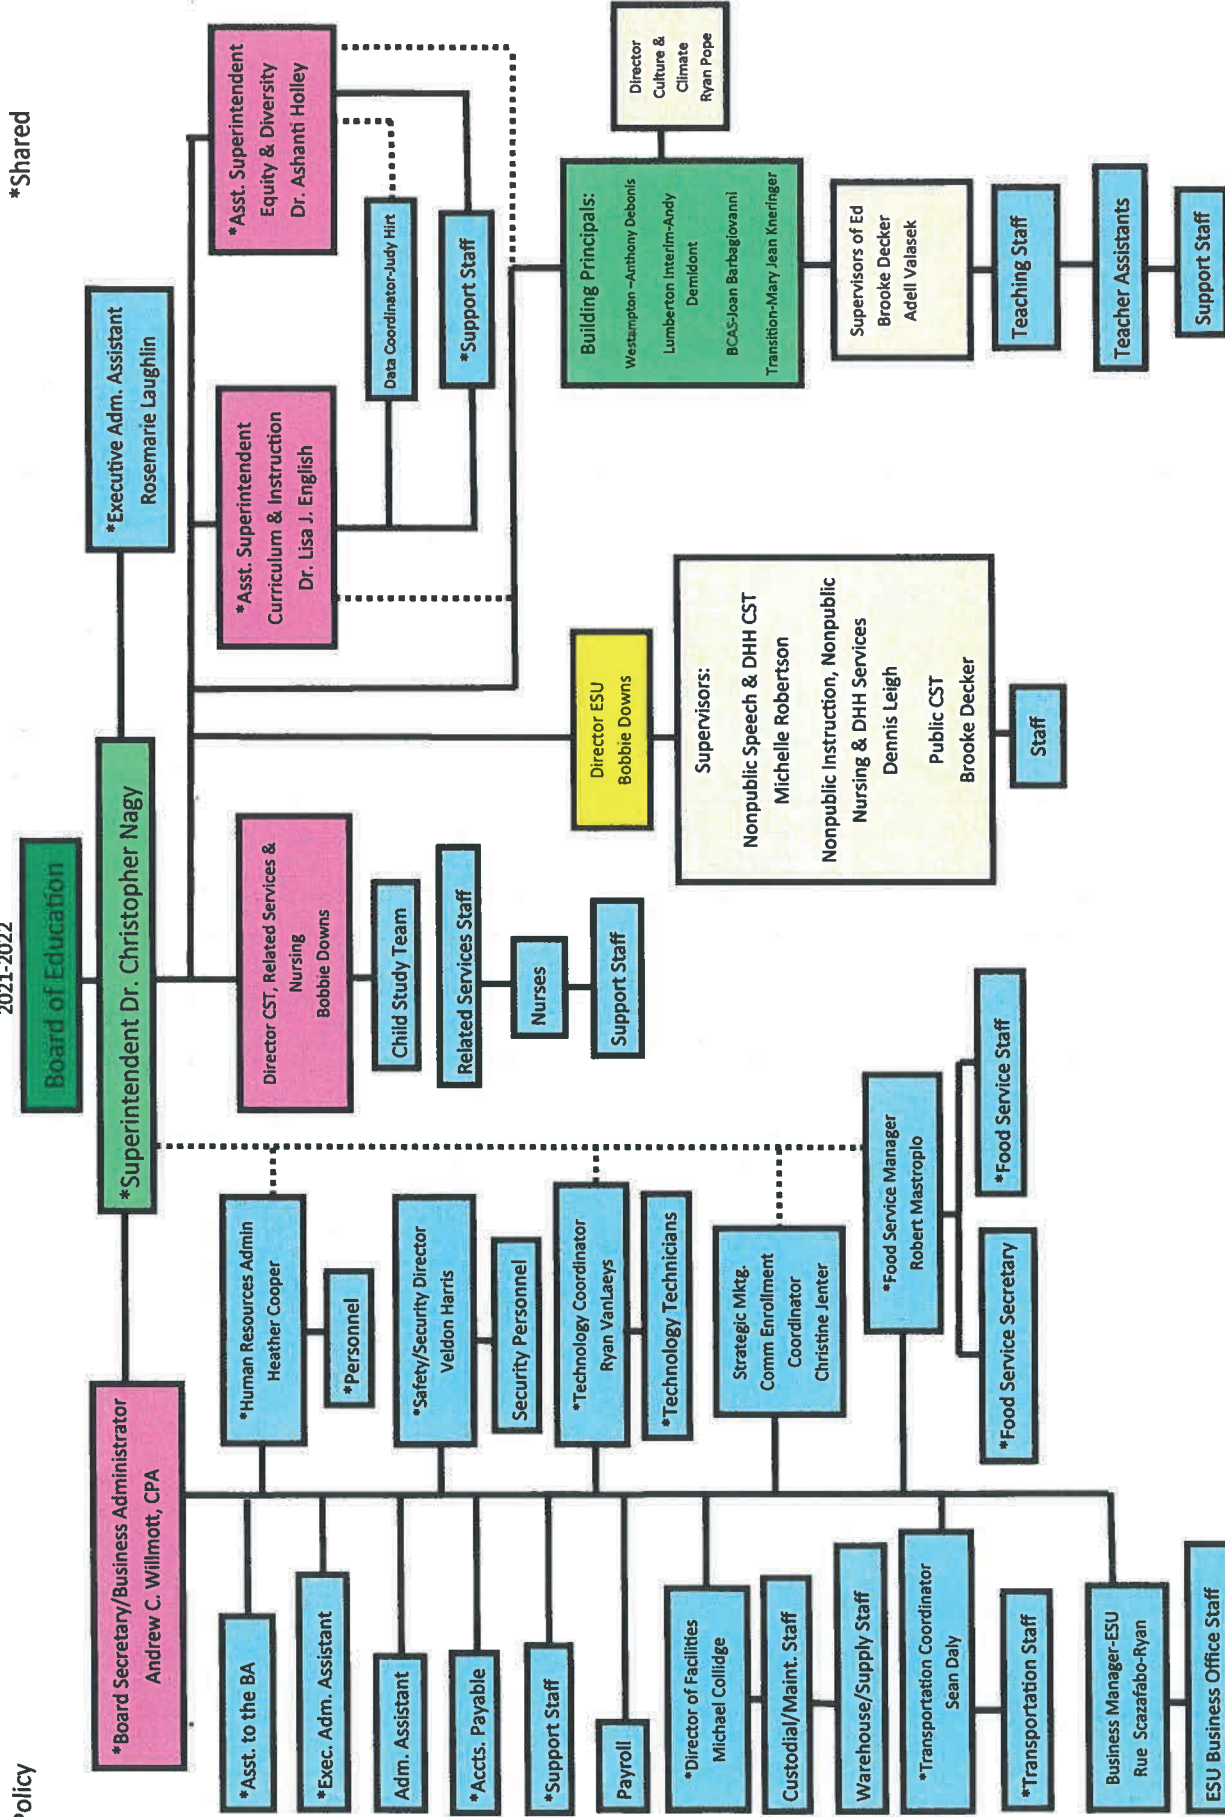 Policy
2021-2022
*Shared
Board of Education
*Superintendent Dr. Christopher Nagy
*Executive Adm. Assistant
Rosemarie Laughlin
*Board Secretary/Business Administrator
Andrew C. Willmott, CPA
*Asst. to the BA
*Exec. Adm. Assistant
Adm. Assistant
*Accts. Payable
*Support Staff
Payroll
*Director of Facilities
Michael Collidge
Custodial/Maint. Staff
Warehouse/Supply Staff
*Transportation Coordinator
Sean Daly
*Transportation Staff
Business Manager-ESU
Rue Scazafabo-Ryan
ESU Business Office Staff
*Human Resources Admin
Heather Cooper
*Personnel
*Safety/Security Director
Veldon Harris
Security Personnel
*Technology Coordinator
Ryan VanLaeys
*Technology Technicians
Strategic Mktg.
Comm Enrollment
Coordinator
Christine Jenter
*Food Service Manager
Robert Mastroplo
*Food Service Secretary
*Food Service Staff
Director CST, Related Services &
Nursing
Bobbie Downs
Child Study Team
Related Services Staff
Nurses
Support Staff
Director ESU
Bobbie Downs
Supervisors:
Nonpublic Speech & DHH CST
Michelle Robertson
Nonpublic Instruction, Nonpublic
Nursing & DHH Services
Dennis Leigh
Public CST
Brooke Decker
Staff
*Asst. Superintendent
Curriculum & Instruction
Dr. Lisa J. English
*Asst. Superintendent
Equity & Diversity
Dr. Ashanti Holley
Data Coordinator-Judy Hirt
*Support Staff
Building Principals:
Westampton –Anthony Debonis
Lumberton Interim-Andy
Demidont
BCAS-Joan Barbagiovanni
Transition-Mary Jean Kneringer
Director
Culture &
Climate
Ryan Pope
Supervisors of Ed
Brooke Decker
Adell Valasek
Teaching Staff
Teacher Assistants
Support Staff